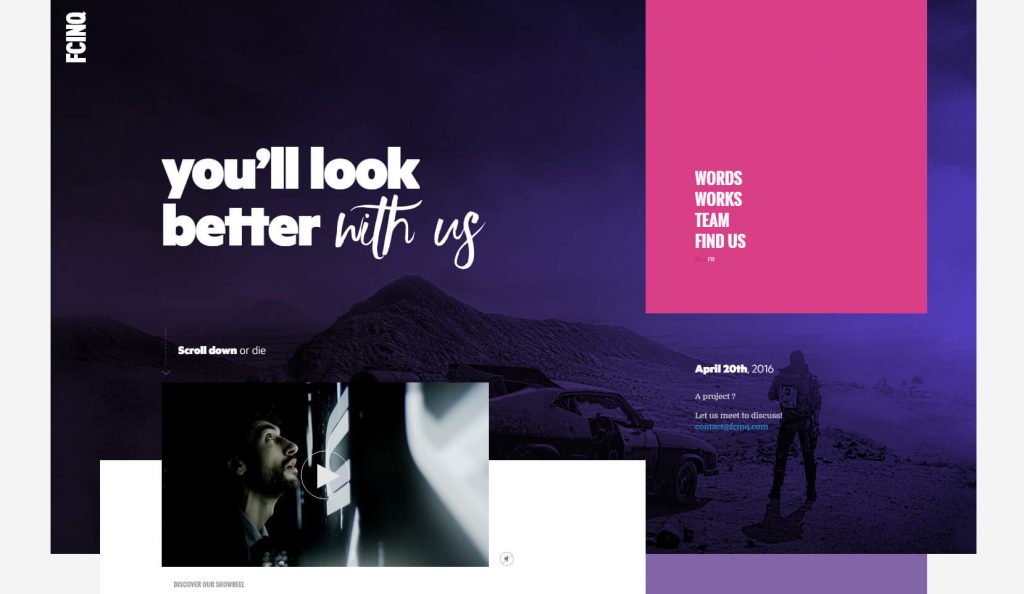 FCINQ
you'll look
better with us
Scroll down or die
DISCOVER OUR SHOWREEL
WORDS
WORKS
TEAM
FIND US
EN FR
April 20th, 2016
A project ?
Let us meet to discuss!
contact@fcinq.com